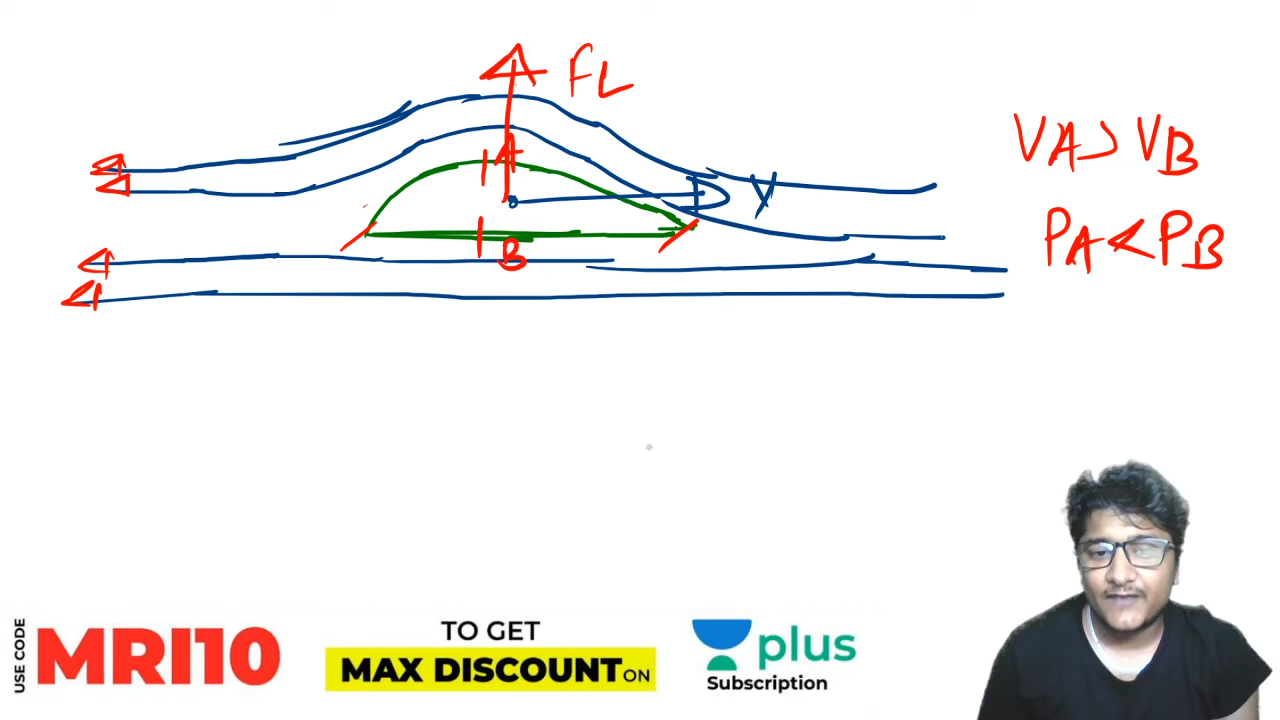 FL
VA > VB
A
V
PA < PB
B
USE CODE
MRI10
TO GET
MAX DISCOUNT ON
plus
Subscription